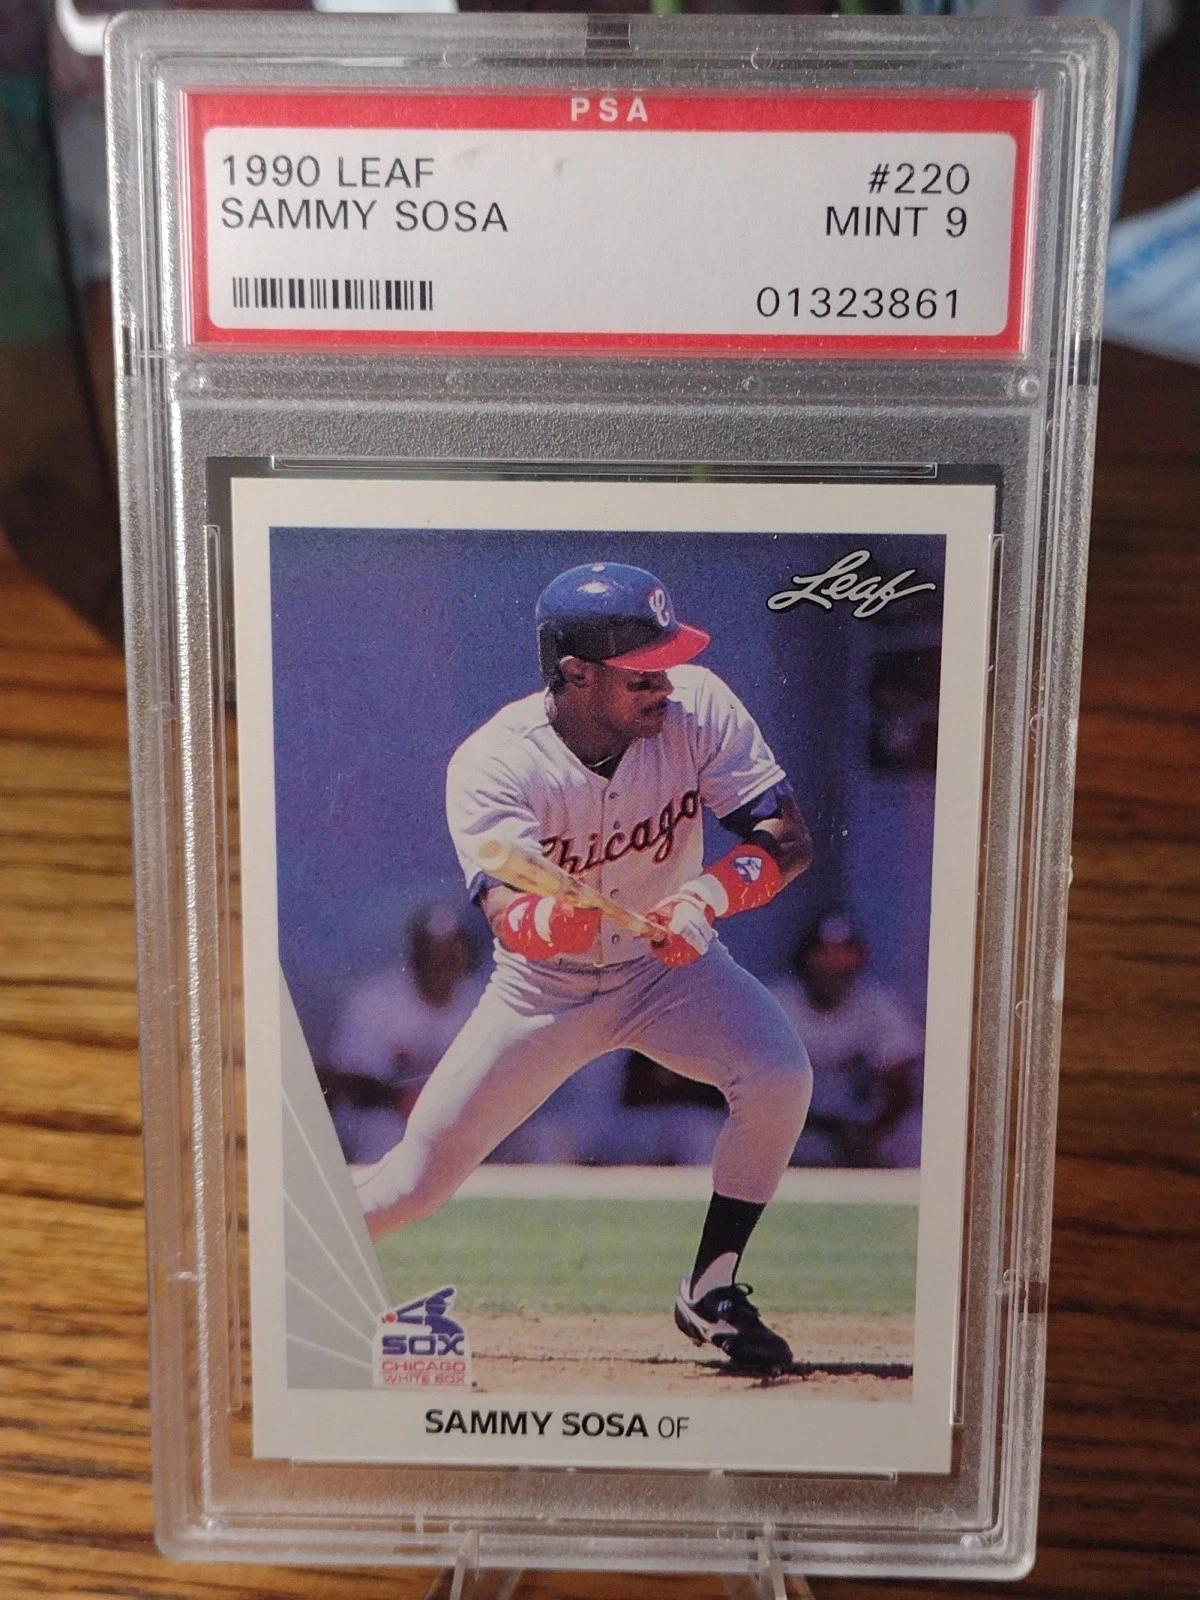 PSA
1990 LEAF
#220
SAMMY SOSA
MINT 9
01323861
Leaf
C
Chicago
SOX
CHICAGO
WHITE SOX
SAMMY SOSA OF